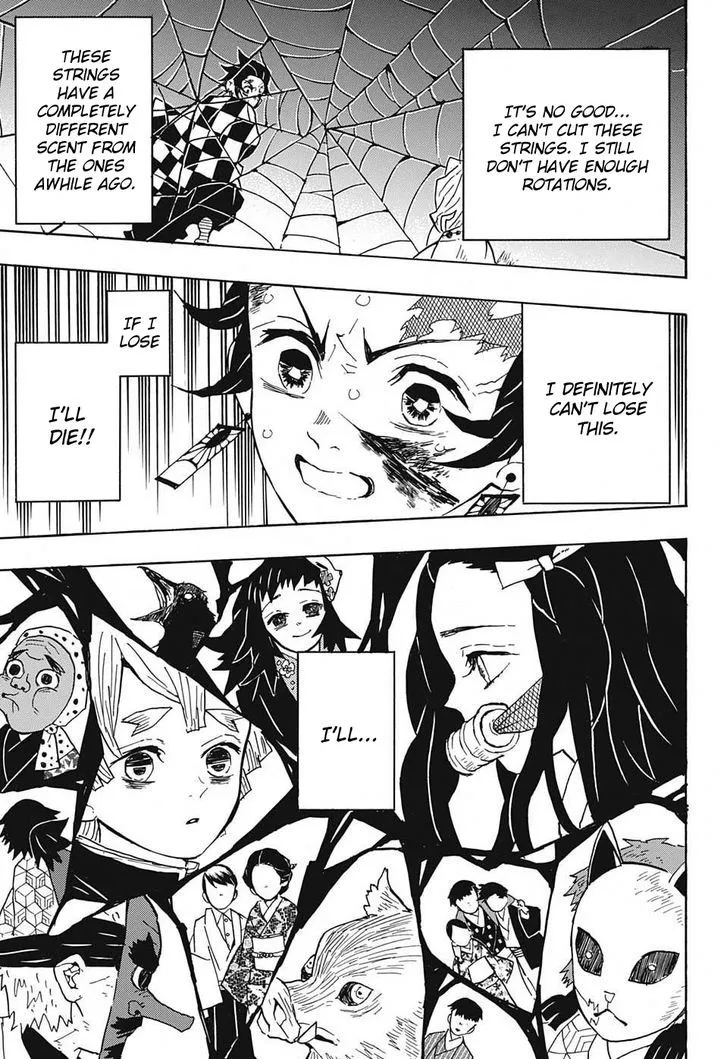 IT'S NO GOOD...
I CAN'T CUT THESE
STRINGS. I STILL
DON'T HAVE ENOUGH
ROTATIONS.
THESE
STRINGS
HAVE A
COMPLETELY
DIFFERENT
SCENT FROM
THE ONES
AWHILE AGO.
I DEFINITELY
CAN'T LOSE
THIS.
IF I
LOSE
I'LL
DIE!!
I'LL...